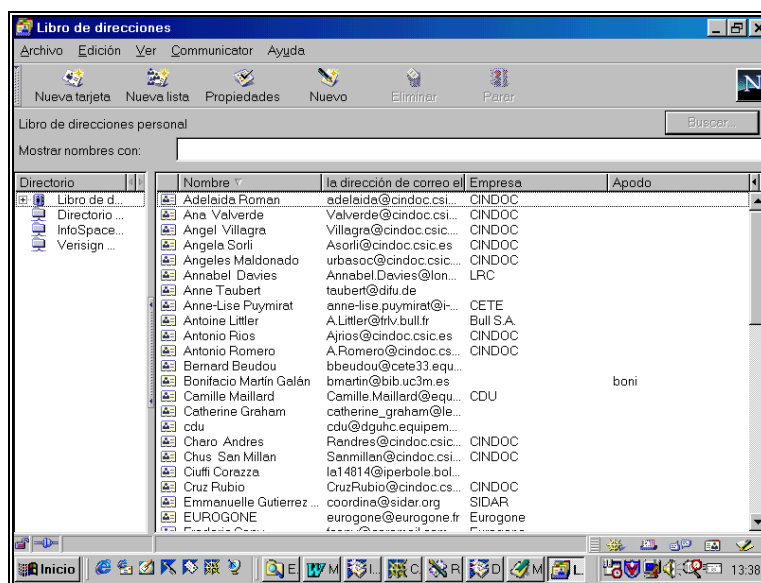 Libro de direcciones
Archivo Edición Ver Communicator Ayuda
Nueva tarjeta Nueva lista Propiedades Nuevo Eliminar Parar
N
Libro de direcciones personal Buscar...
Mostrar nombres con:
Directorio Nombre la dirección de correo el Empresa Apodo
Libro de d... Adelaida Roman adelaida@cindoc.csi... CINDOC
Directorio ... Ana Valverde Valverde@cindoc.csi... CINDOC
InfoSpace... Angel Villagra Villagra@cindoc.csic... CINDOC
Verisign ... Angela Sorli Asorli@cindoc.csic.es CINDOC
Angeles Maldonado urbasoc@cindoc.csic.... CINDOC
Annabel Davies Annabel.Davies@lon... LRC
Anne Taubert taubert@difu.de
Anne-Lise Puymirat anne-lise.puymirat@i-... CETE
Antoine Littler A.Littler@frlv.bull.fr Bull S.A.
Antonio Rios Ajrios@cindoc.csic.es CINDOC
Antonio Romero A.Romero@cindoc.cs... CINDOC
Bernard Beudou bbeudou@cete33.equ...
Bonifacio Martín Galán bmartin@bib.uc3m.es boni
Camille Maillard Camille.Maillard@equ... CDU
Catherine Graham catherine_graham@le...
cdu cdu@dguhc.equipem...
Charo Andres Randres@cindoc.csic... CINDOC
Chus San Millan Sanmillan@cindoc.csi... CINDOC
Ciuffi Corazza la14814@iperbole.bol...
Cruz Rubio CruzRubio@cindoc.cs... CINDOC
Emmanuelle Gutierrez ... coordina@sidar.org SIDAR
EUROGONE eurogone@eurogone.fr Eurogone
Inicio E M I... C R D M L 13:38